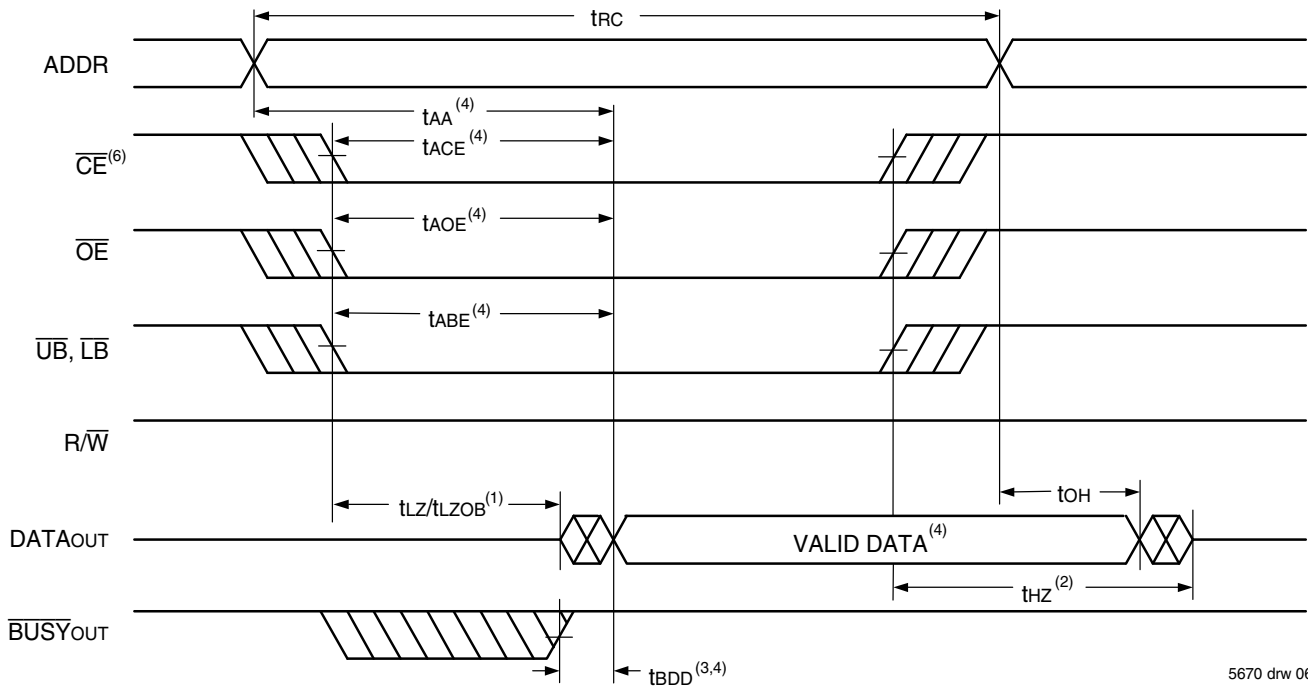 tRC
ADDR
tAA(4)
CE(6)
tACE(4)
OE
tAOE(4)
UB, LB
tABE(4)
R/W
tLZ/tLZOB(1)
tOH
DATAOUT
VALID DATA(4)
tHZ(2)
BUSYOUT
tBDD(3,4)
5670 drw 06